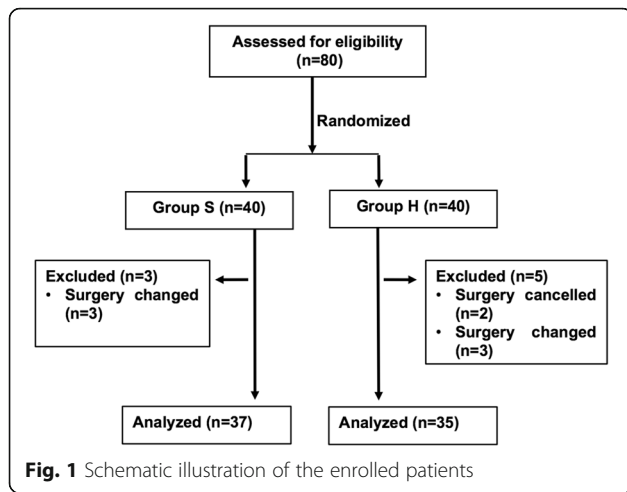 Assessed for eligibility
(n=80)
Randomized
Group S (n=40)
Group H (n=40)
Excluded (n=3)
• Surgery changed
(n=3)
Excluded (n=5)
• Surgery cancelled
(n=2)
• Surgery changed
(n=3)
Analyzed (n=37)
Analyzed (n=35)
Fig. 1 Schematic illustration of the enrolled patients